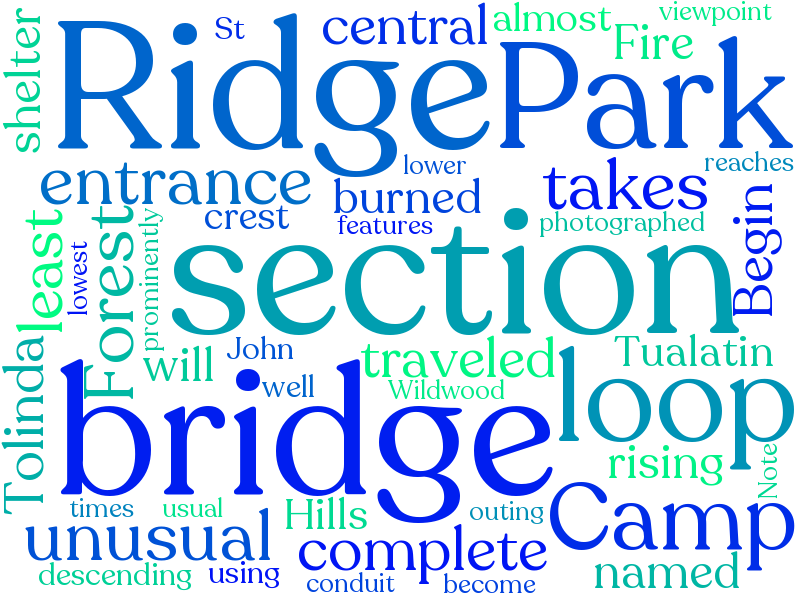 viewpoint
St
central
almost
Fire
shelter
Ridge
Park
lower
reaches
entrance
burned
takes
crest
features
photographed
Begin
least
lowest
Forest
prominently
section
Tolinda
will
John
well
traveled
Wildwood
Tualatin
loop
bridge
rising
Note
times
usual
Hills
outing
Camp
unusual
complete
descending
using
conduit
become
named